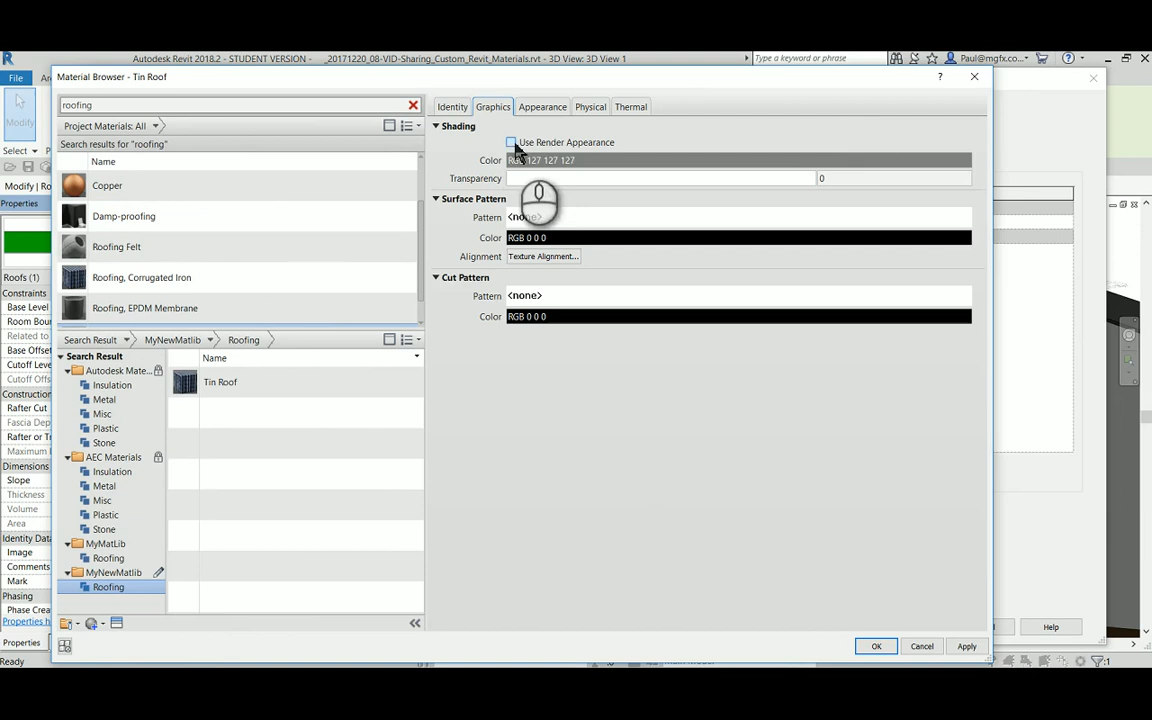 Autodesk Revit 2018.2 - STUDENT VERSION - _20171220_08-VID-Sharing_Custom_Revit_Materials.rvt - 3D View: 3D View 1
Type a keyword or phrase
Paul@mgfx.co...
File
Material Browser - Tin Roof
roofing
Identity
Graphics
Appearance
Physical
Thermal
Modify
Project Materials: All
Shading
Search results for "roofing"
Use Render Appearance
Select
Name
Color
127 127 127
Transparency
0
Modify | Ro
Copper
Surface Pattern
Properties
Damp-proofing
Pattern
Color
RGB 0 0 0
Roofing Felt
Alignment
Texture Alignment...
Roofs (1)
Roofing, Corrugated Iron
Cut Pattern
Constraints
Pattern
<none>
Base Level
Roofing, EPDM Membrane
Color
RGB 0 0 0
Room Bour
Related to
Search Result
MyNewMatlib
Roofing
Base Offset
Search Result
Name
Cutoff Leve
Autodesk Mate...
Cutoff Offs
Insulation
Tin Roof
Construction
Metal
Rafter Cut
Misc
Fascia Dep
Plastic
Rafter or Tr
Stone
Maximum
AEC Materials
Dimensions
Insulation
Slope
Metal
Thickness
Misc
Volume
Plastic
Area
Stone
Identity Data
MyMatLib
Image
Roofing
Comments
MyNewMatlib
Mark
Roofing
Phasing
Phase Crea
Properties h
Help
Properties
OK
Cancel
Apply
Ready
:1